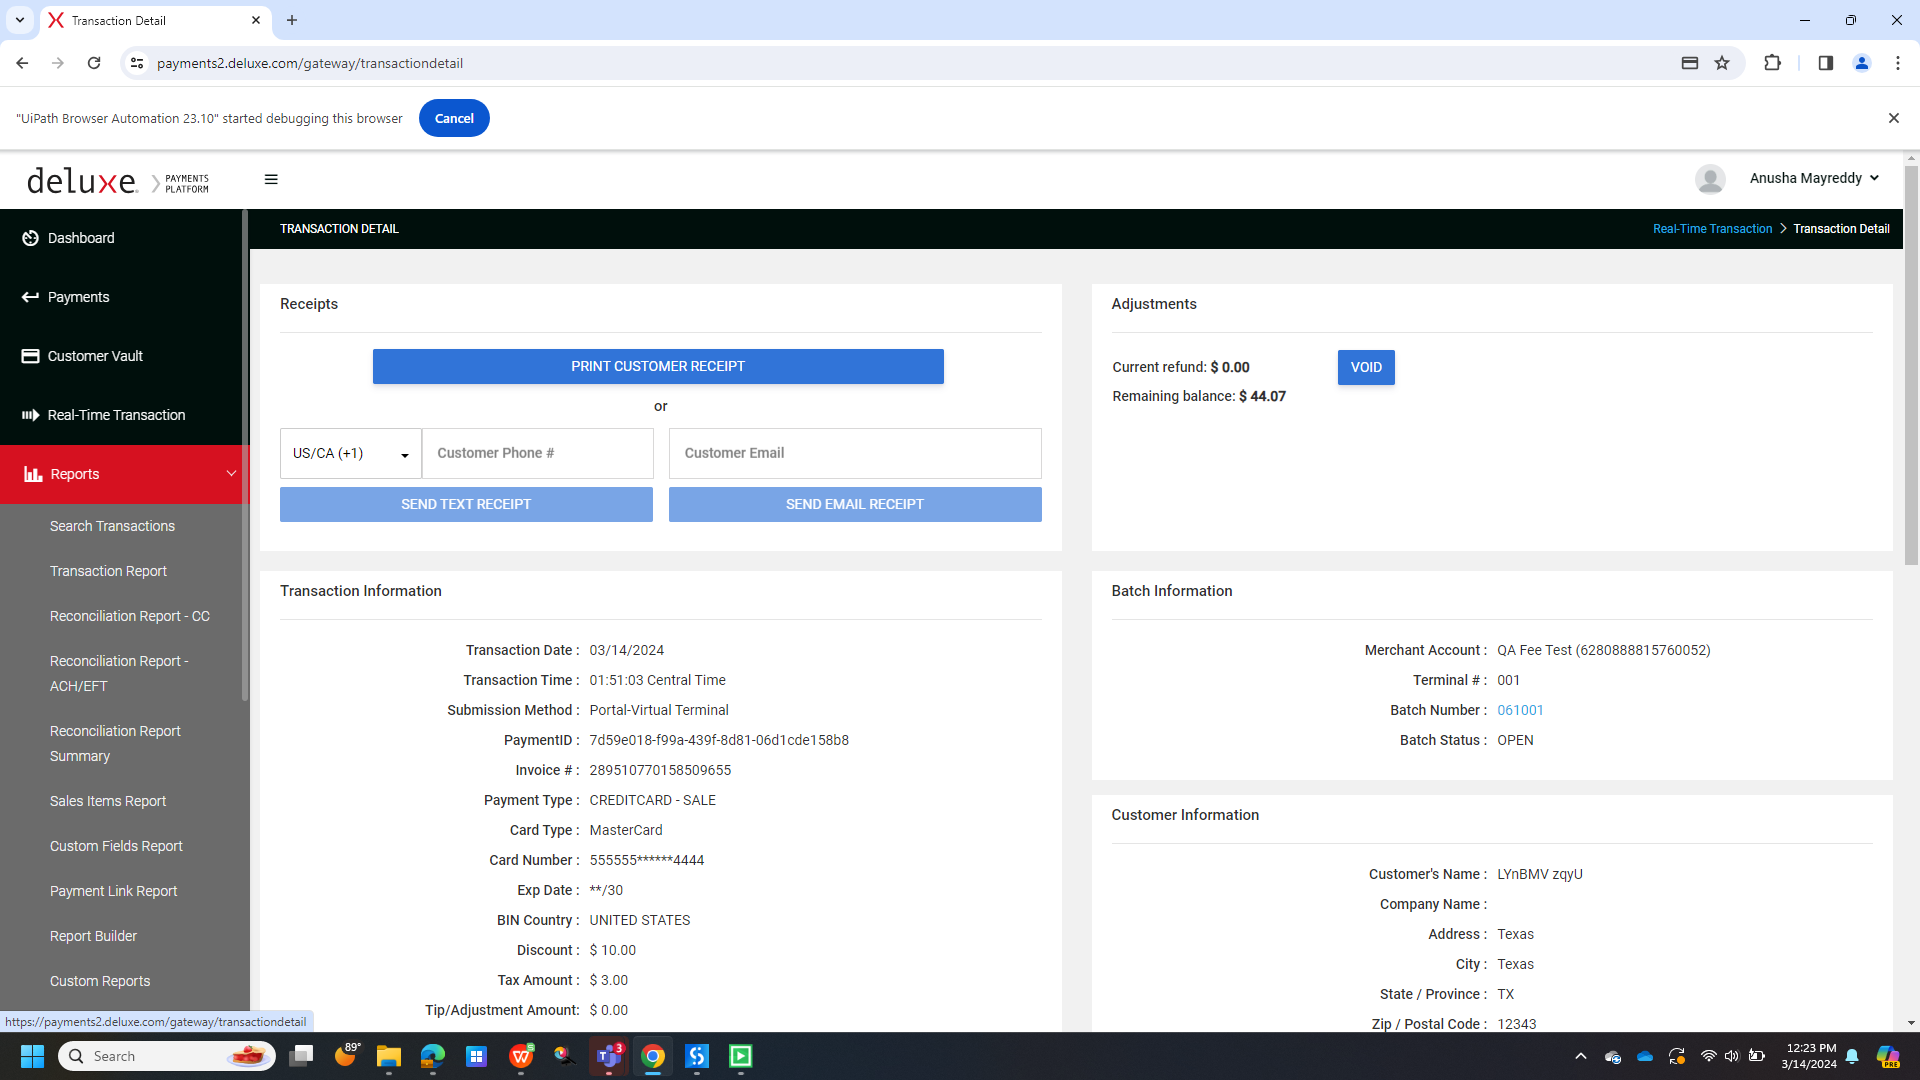 Transaction Detail
payments2.deluxe.com/gateway/transactiondetail
"UiPath Browser Automation 23.10" started debugging this browser
Cancel
deluxe. PAYMENTS PLATFORM
Anusha Mayreddy
Dashboard
Payments
Customer Vault
Real-Time Transaction
Reports
Search Transactions
Transaction Report
Reconciliation Report - CC
Reconciliation Report -
ACH/EFT
Reconciliation Report
Summary
Sales Items Report
Custom Fields Report
Payment Link Report
Report Builder
Custom Reports
https://payments2.deluxe.com/gateway/transactiondetail
TRANSACTION DETAIL
Real-Time Transaction > Transaction Detail
Receipts
PRINT CUSTOMER RECEIPT
or
US/CA (+1)
Customer Phone #
Customer Email
SEND TEXT RECEIPT
SEND EMAIL RECEIPT
Adjustments
Current refund: $ 0.00
VOID
Remaining balance: $ 44.07
Transaction Information
Transaction Date : 03/14/2024
Transaction Time : 01:51:03 Central Time
Submission Method : Portal-Virtual Terminal
PaymentID : 7d59e018-f99a-439f-8d81-06d1cde158b8
Invoice # : 289510770158509655
Payment Type : CREDITCARD - SALE
Card Type : MasterCard
Card Number : 555555******4444
Exp Date : **/30
BIN Country : UNITED STATES
Discount : $ 10.00
Tax Amount : $ 3.00
Tip/Adjustment Amount: $ 0.00
Batch Information
Merchant Account : QA Fee Test (6280888815760052)
Terminal # : 001
Batch Number : 061001
Batch Status : OPEN
Customer Information
Customer's Name : LYnBMV zqyU
Company Name :
Address : Texas
City : Texas
State / Province : TX
Zip / Postal Code : 12343
Search
89°
3
12:23 PM
3/14/2024
PRE